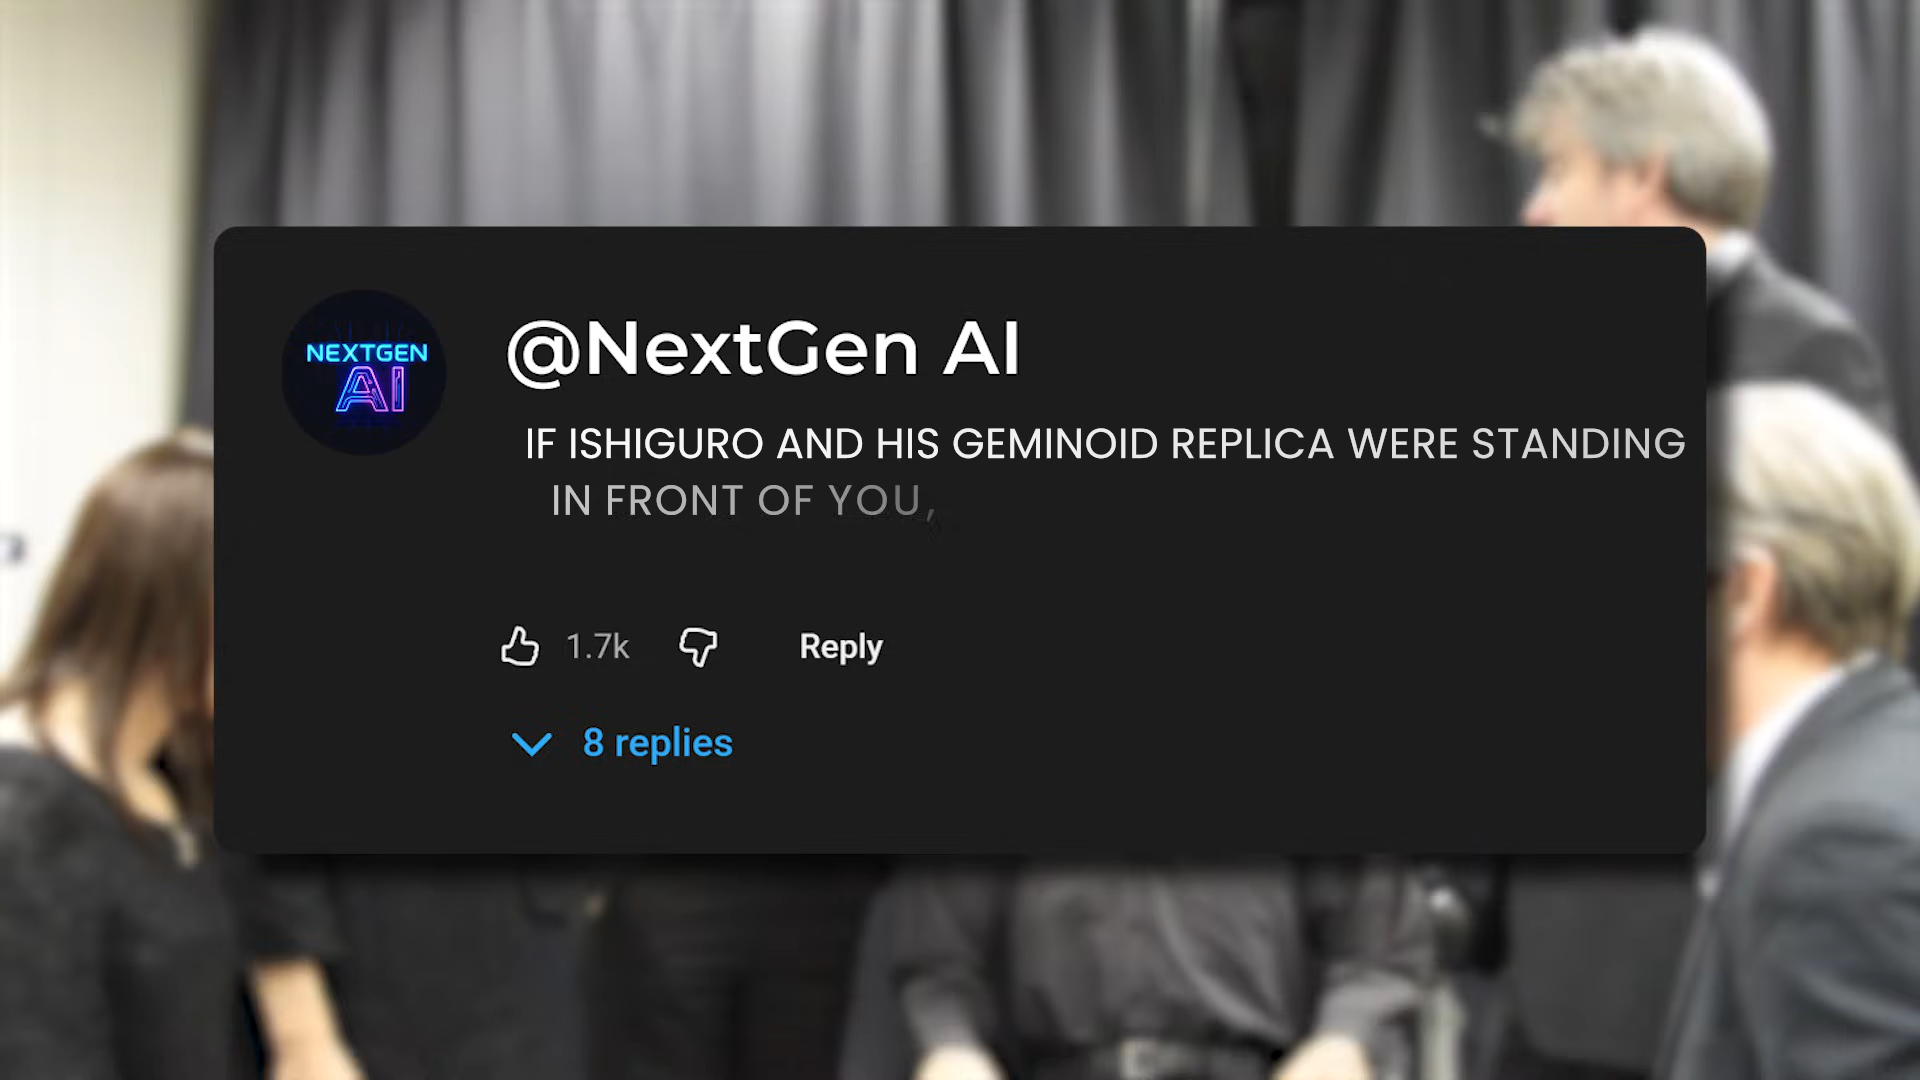 NEXTGEN
AI
@NextGen AI
IF ISHIGURO AND HIS GEMINOID REPLICA WERE STANDING
IN FRONT OF YOU,
1.7k
Reply
8 replies